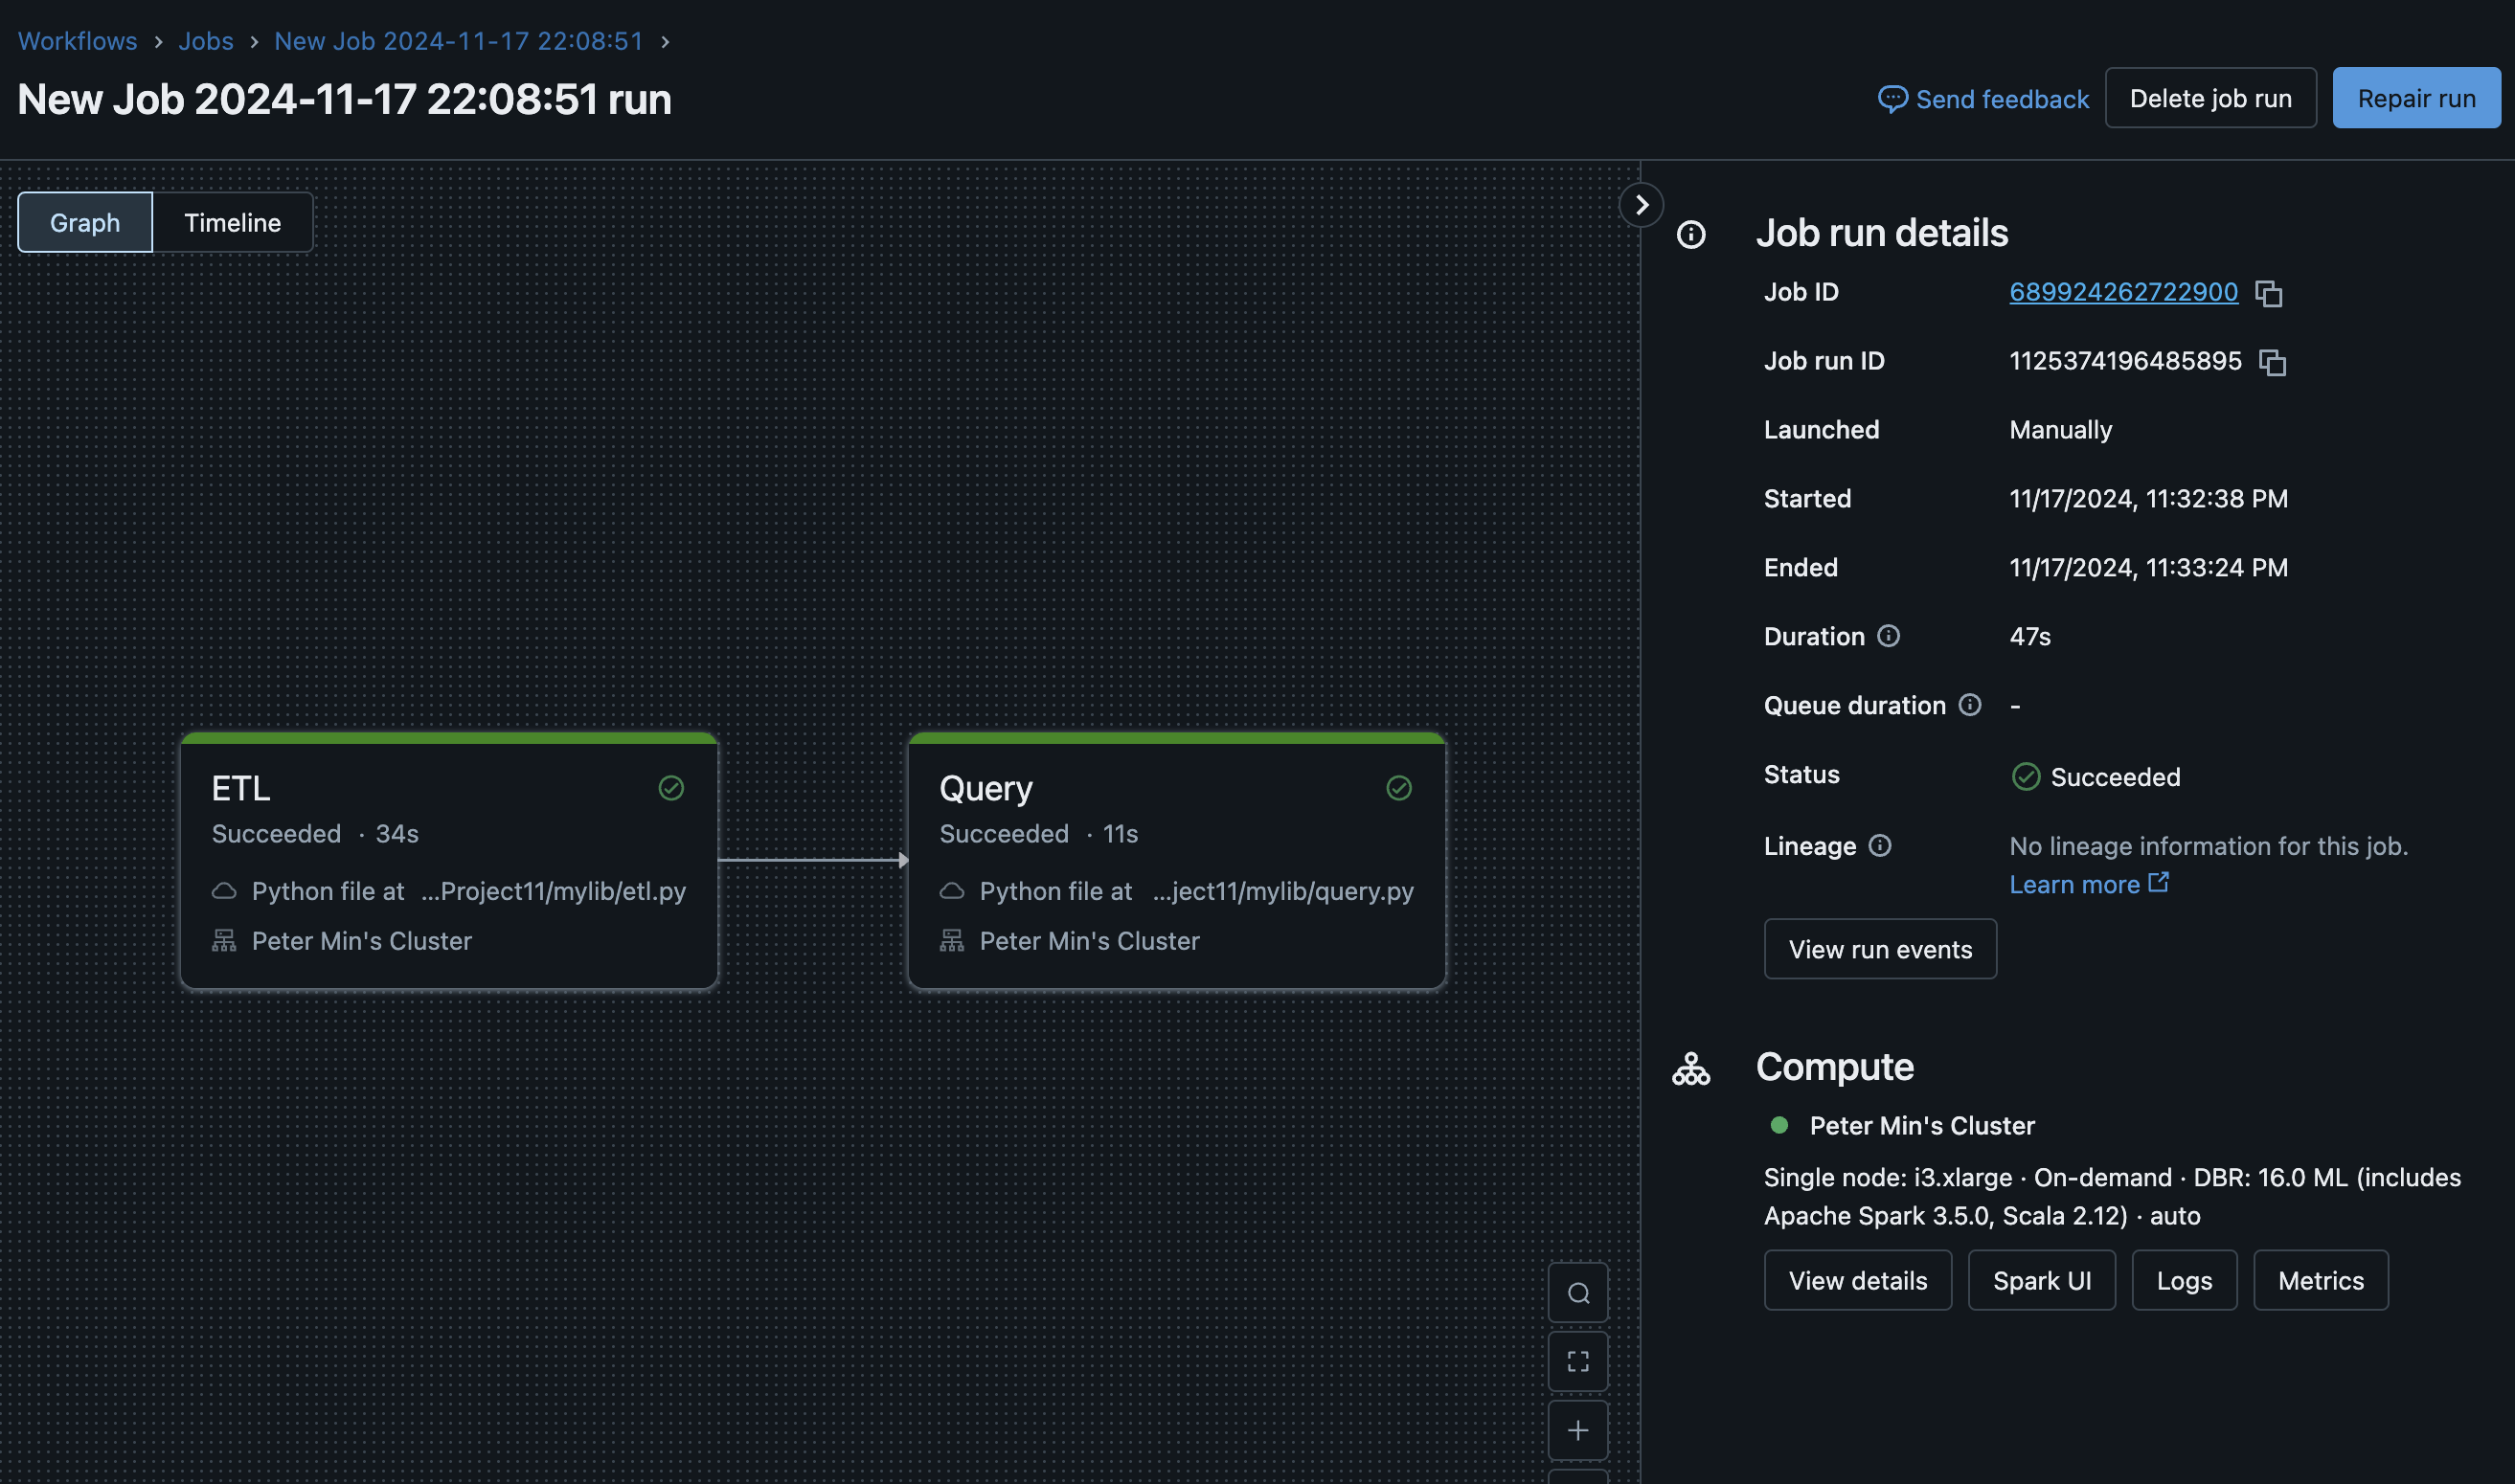 Workflows > Jobs > New Job 2024-11-17 22:08:51 >
New Job 2024-11-17 22:08:51 run
Send feedback
Delete job run
Repair run
Graph
Timeline
ETL
Succeeded · 34s
Python file at ...Project11/mylib/etl.py
Peter Min's Cluster
Query
Succeeded · 11s
Python file at ...ject11/mylib/query.py
Peter Min's Cluster
Job run details
Job ID 689924262722900
Job run ID 1125374196485895
Launched Manually
Started 11/17/2024, 11:32:38 PM
Ended 11/17/2024, 11:33:24 PM
Duration 47s
Queue duration -
Status Succeeded
Lineage No lineage information for this job.
Learn more
View run events
Compute
Peter Min's Cluster
Single node: i3.xlarge · On-demand · DBR: 16.0 ML (includes
Apache Spark 3.5.0, Scala 2.12) · auto
View details
Spark UI
Logs
Metrics